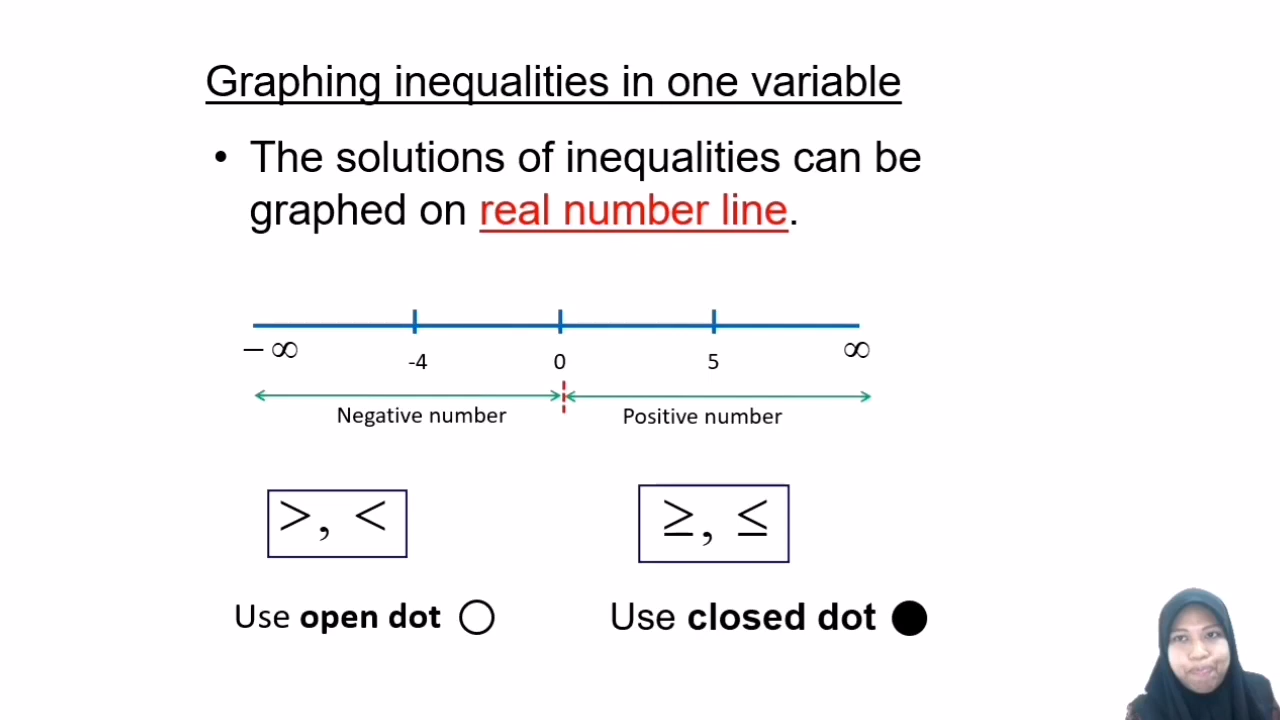 Graphing inequalities in one variable
• The solutions of inequalities can be
graphed on real number line.
− ∞ -4 0 5 ∞
Negative number Positive number
>, < ≥, ≤
Use open dot Use closed dot